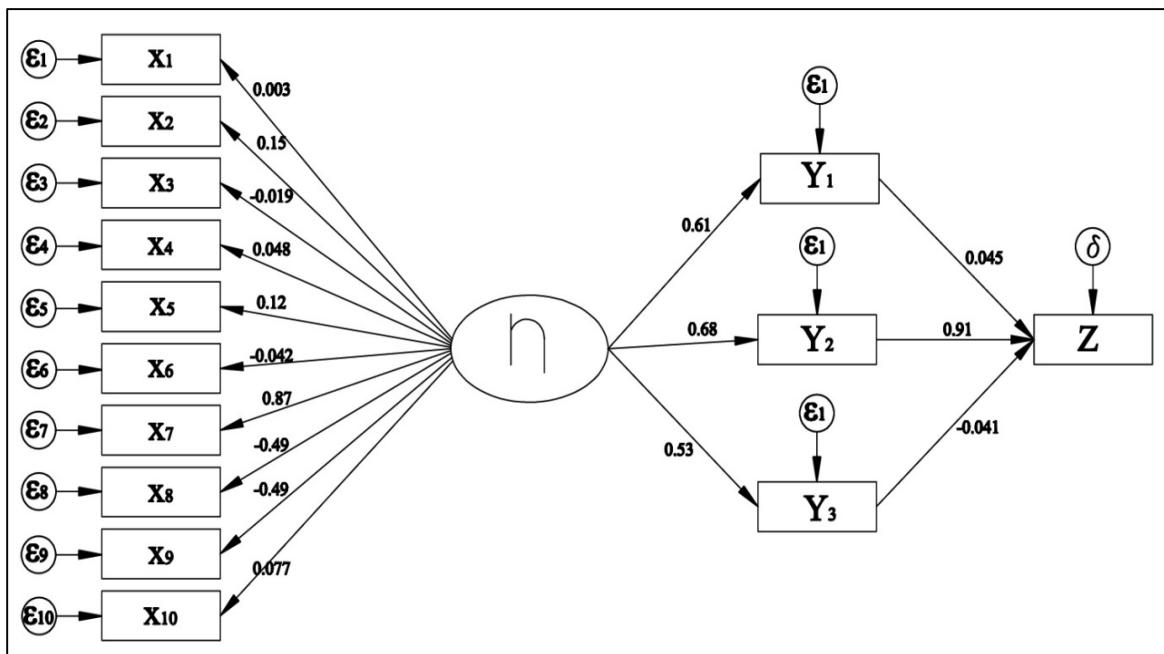 ε1
X1
0.003
ε2
X2
0.15
ε3
X3
-0.019
ε4
X4
0.048
ε5
X5
0.12
ε6
X6
-0.042
ε7
X7
0.87
ε8
X8
-0.49
ε9
X9
-0.49
ε10
X10
0.077
η
0.61
0.68
0.53
ε1
Y1
0.045
ε1
Y2
0.91
ε1
Y3
-0.041
δ
Z